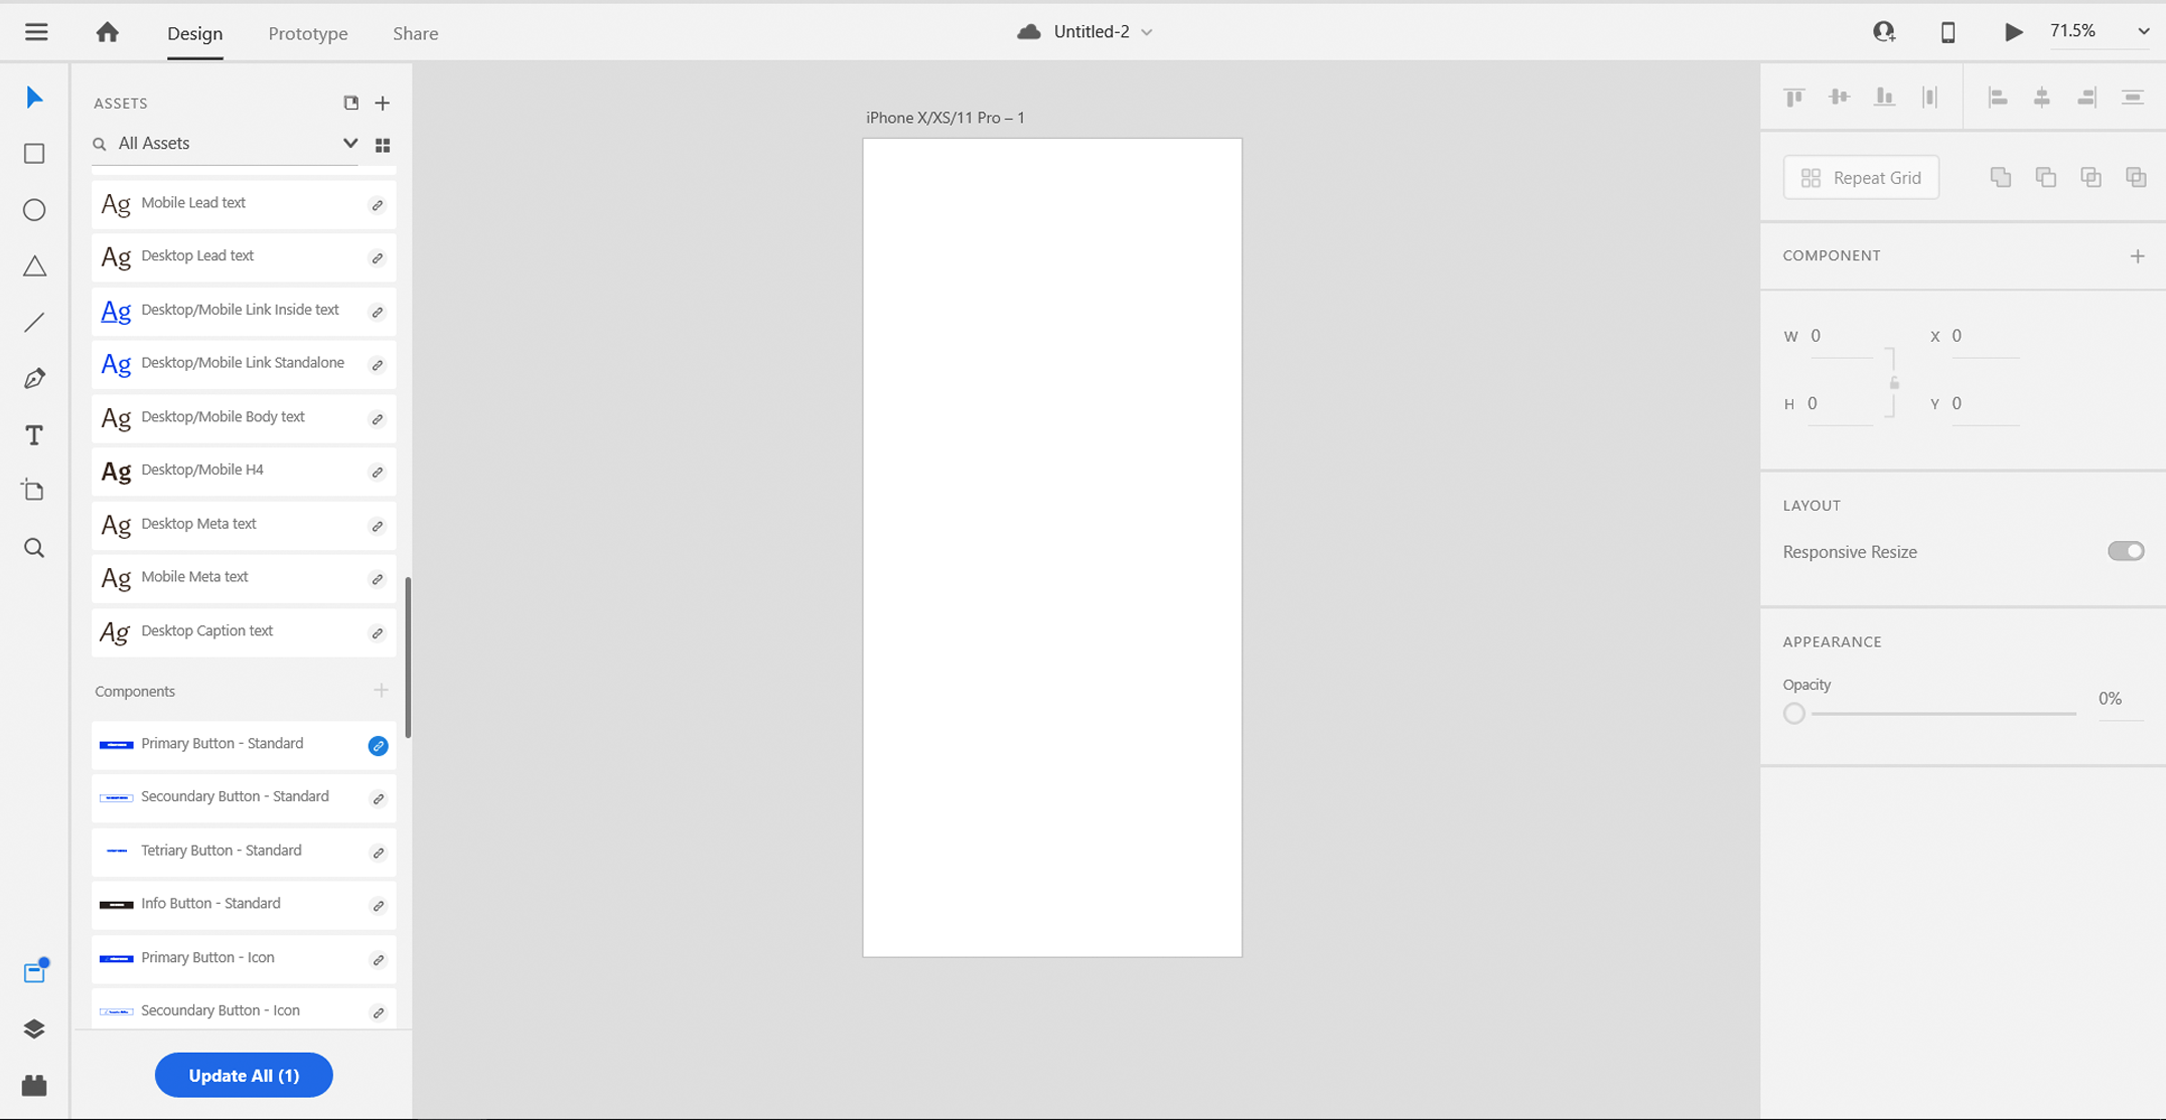 Design Prototype Share
Untitled-2
71.5%
ASSETS
All Assets
Ag Mobile Lead text
Ag Desktop Lead text
Ag Desktop/Mobile Link Inside text
Ag Desktop/Mobile Link Standalone
Ag Desktop/Mobile Body text
Ag Desktop/Mobile H4
Ag Desktop Meta text
Ag Mobile Meta text
Ag Desktop Caption text
Components
Primary Button - Standard
Secoundary Button - Standard
Tetriary Button - Standard
Info Button - Standard
Primary Button - Icon
Secoundary Button - Icon
Update All (1)
iPhone X/XS/11 Pro – 1
Repeat Grid
COMPONENT
W 0 X 0
H 0 Y 0
LAYOUT
Responsive Resize
APPEARANCE
Opacity
0%